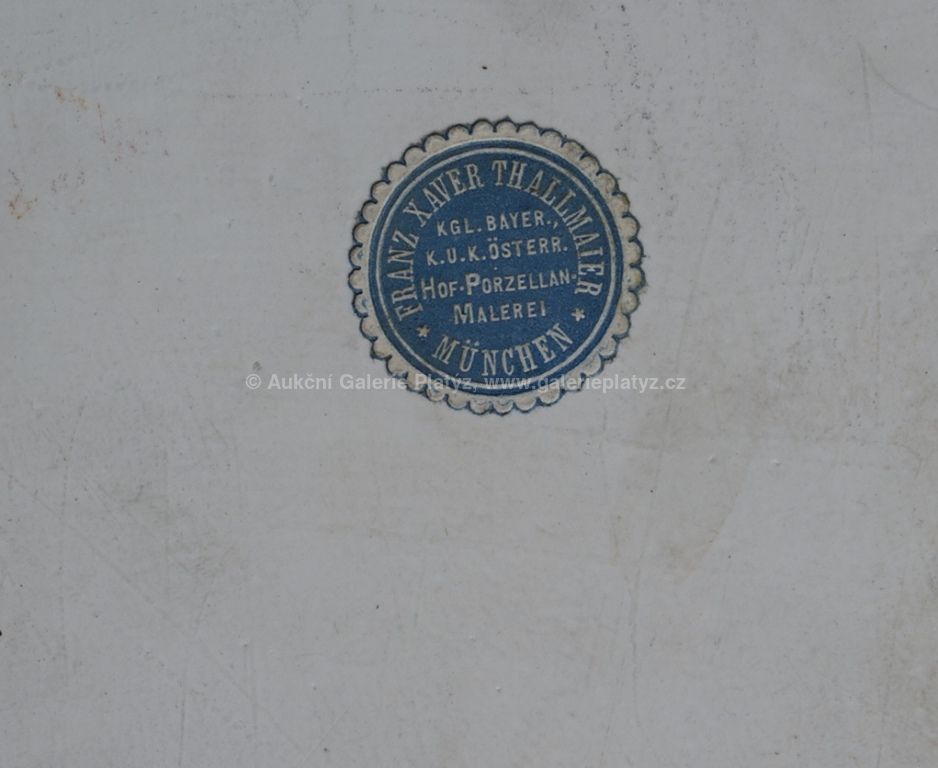 FRANZ XAVER THALLMAIER
KGL. BAYER.,
K.U.K. ÖSTERR.
HOF-PORZELLAN-
MALEREI
* MÜNCHEN *
© Aukční Galerie Platýz, www.galerieplatyz.cz